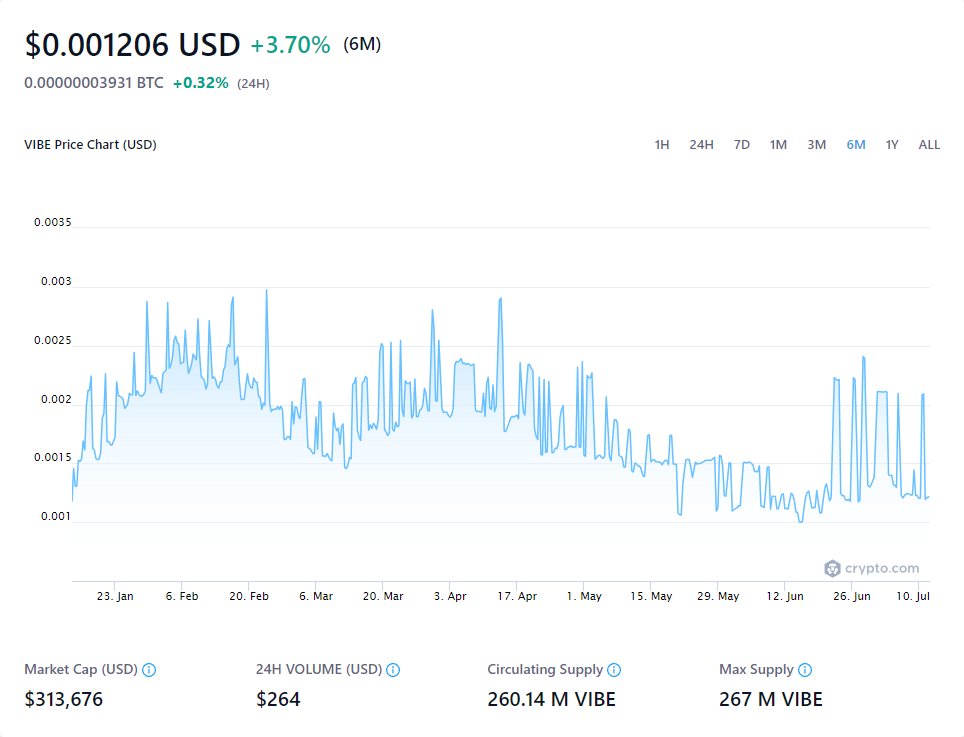 $0.001206 USD +3.70% (6M)
0.00000003931 BTC +0.32% (24H)
VIBE Price Chart (USD) 1H 24H 7D 1M 3M 6M 1Y ALL
0.0035
0.003
0.0025
0.002
0.0015
0.001
crypto.com
23. Jan 6. Feb 20. Feb 6. Mar 20. Mar 3. Apr 17. Apr 1. May 15. May 29. May 12. Jun 26. Jun 10. Jul
Market Cap (USD) 24H VOLUME (USD) Circulating Supply Max Supply
$313,676 $264 260.14 M VIBE 267 M VIBE